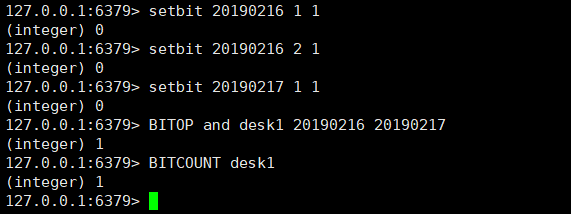 127.0.0.1:6379> setbit 20190216 1 1
(integer) 0
127.0.0.1:6379> setbit 20190216 2 1
(integer) 0
127.0.0.1:6379> setbit 20190217 1 1
(integer) 0
127.0.0.1:6379> BITOP and desk1 20190216 20190217
(integer) 1
127.0.0.1:6379> BITCOUNT desk1
(integer) 1
127.0.0.1:6379>